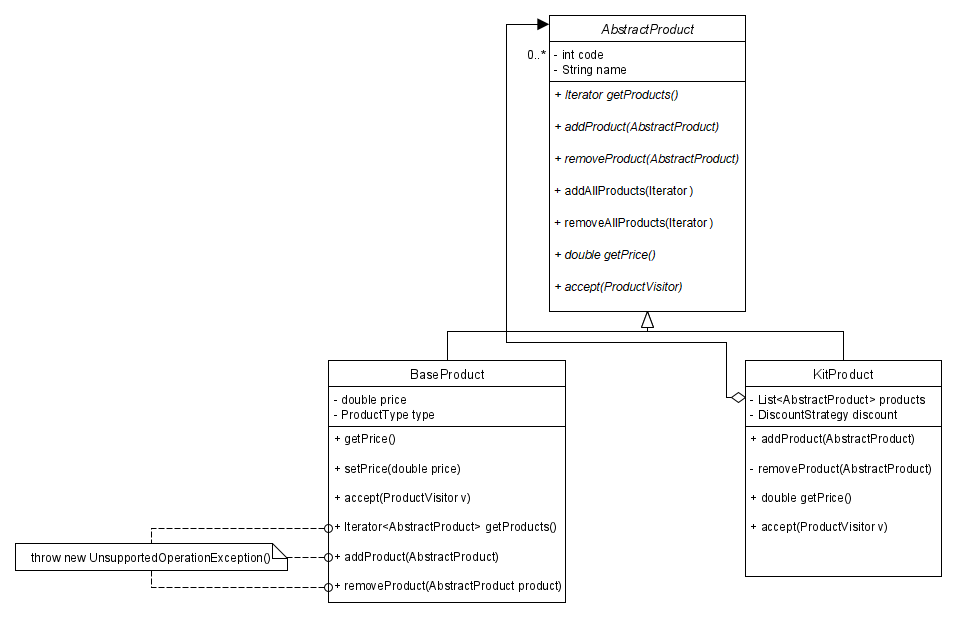 AbstractProduct
0..*
- int code
- String name
+ Iterator getProducts()
+ addProduct(AbstractProduct)
+ removeProduct(AbstractProduct)
+ addAllProducts(Iterator )
+ removeAllProducts(Iterator )
+ double getPrice()
+ accept(ProductVisitor)
BaseProduct
- double price
- ProductType type
+ getPrice()
+ setPrice(double price)
+ accept(ProductVisitor v)
+ Iterator<AbstractProduct> getProducts()
+ addProduct(AbstractProduct)
+ removeProduct(AbstractProduct product)
throw new UnsupportedOperationException()
KitProduct
- List<AbstractProduct> products
- DiscountStrategy discount
+ addProduct(AbstractProduct)
- removeProduct(AbstractProduct)
+ double getPrice()
+ accept(ProductVisitor v)